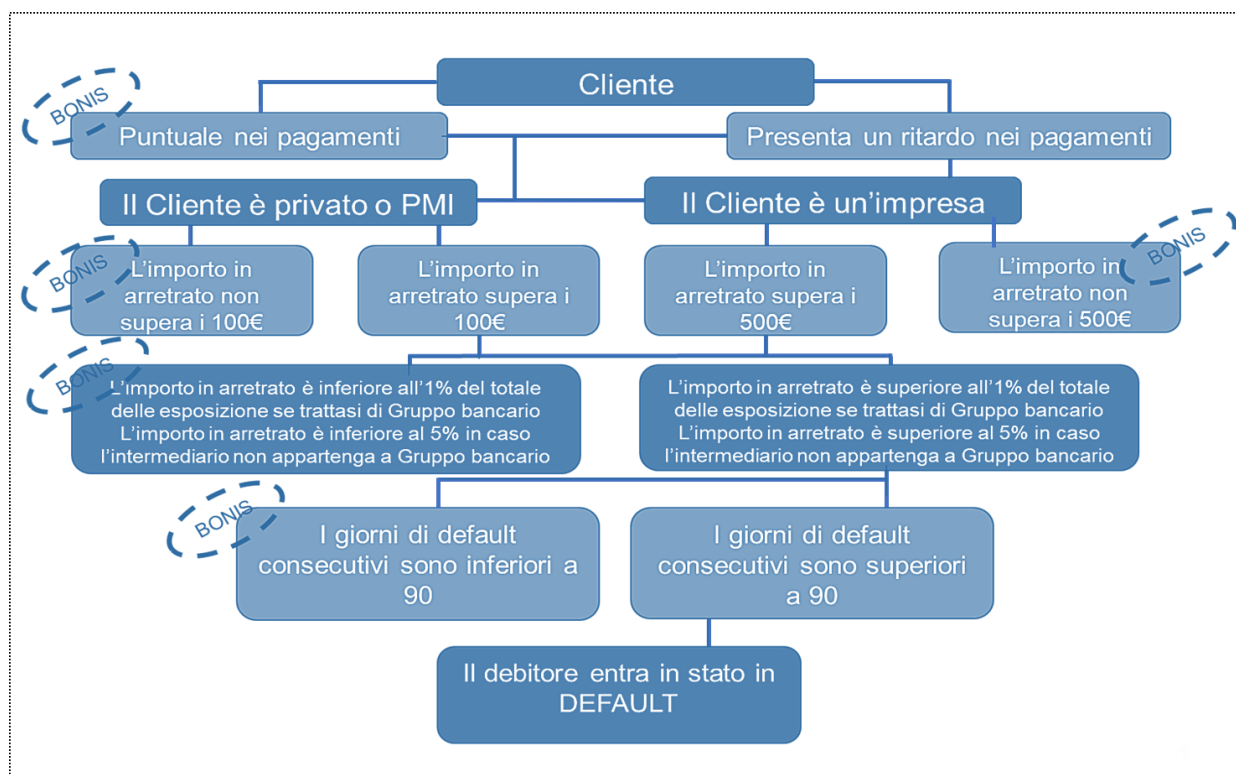 Cliente
BONIS
Puntuale nei pagamenti
Presenta un ritardo nei pagamenti
Il Cliente è privato o PMI
Il Cliente è un'impresa
BONIS
L'importo in
arretrato non
supera i 100€
L'importo in
arretrato supera i
100€
L'importo in
arretrato supera i
500€
BONIS
L'importo in
arretrato non
supera i 500€
BONIS
L'importo in arretrato è inferiore all'1% del totale
delle esposizione se trattasi di Gruppo bancario
L'importo in arretrato è inferiore al 5% in caso
l'intermediario non appartenga a Gruppo bancario
L'importo in arretrato è superiore all'1% del totale
delle esposizione se trattasi di Gruppo bancario
L'importo in arretrato è superiore al 5% in caso
l'intermediario non appartenga a Gruppo bancario
BONIS
I giorni di default
consecutivi sono inferiori a
90
I giorni di default
consecutivi sono superiori
a 90
Il debitore entra in stato in
DEFAULT